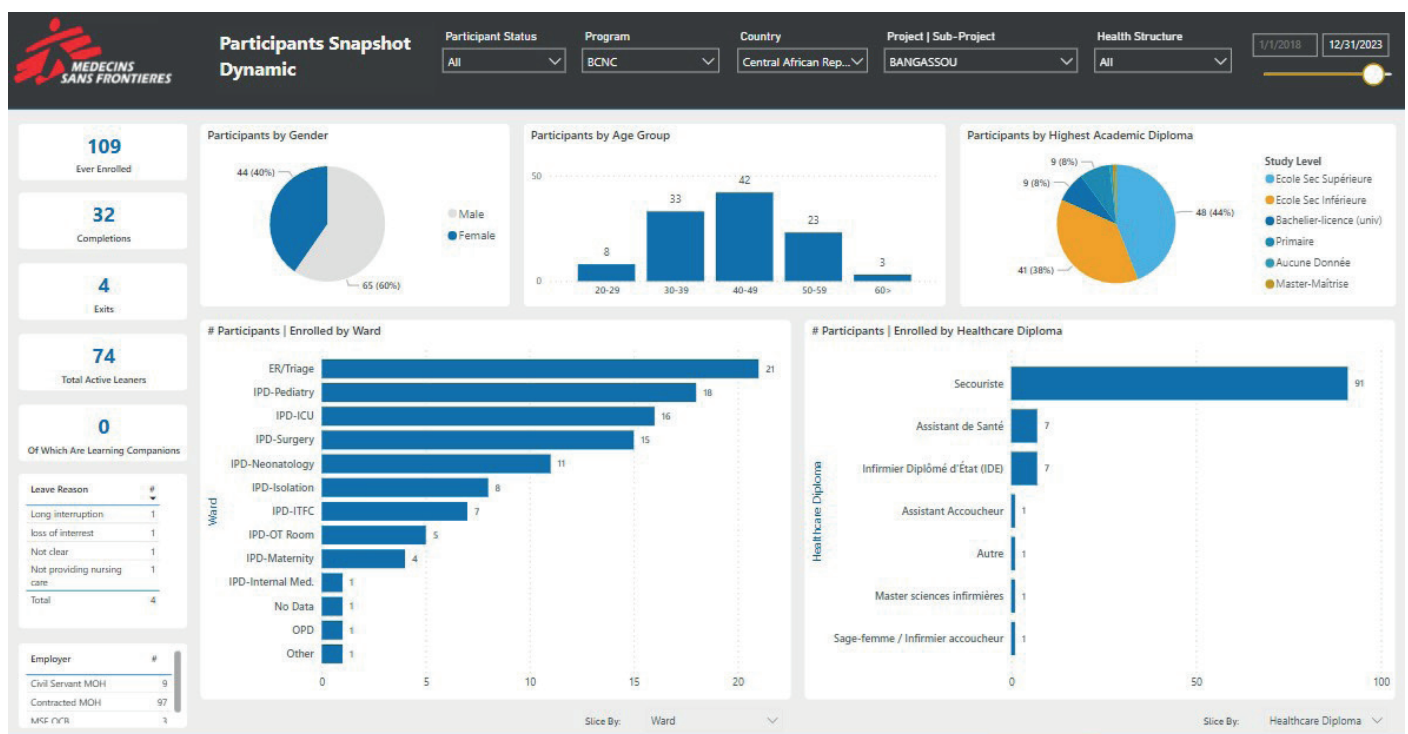 MEDECINS
SANS FRONTIERES
Participants Snapshot
Dynamic
Participant Status
All
Program
BCNC
Country
Central African Rep...
Project | Sub-Project
BANGASSOU
Health Structure
All
1/1/2018
12/31/2023
109
Ever Enrolled
32
Completions
4
Exits
74
Total Active Leaners
0
Of Which Are Learning Companions
Leave Reason #
Long interruption 1
loss of interrest 1
Not clear 1
Not providing nursing 1
care
Total 4
Employer #
Civil Servant MOH 9
Contracted MOH 97
MSF OCB 3
Participants by Gender
44 (40%)
65 (60%)
Male
Female
Participants by Age Group
50
0
8
33
42
23
3
20-29
30-39
40-49
50-59
60>
Participants by Highest Academic Diploma
9 (8%)
9 (8%)
48 (44%)
41 (38%)
Study Level
Ecole Sec Supérieure
Ecole Sec Inférieure
Bachelier-licence (univ)
Primaire
Aucune Donnée
Master-Maîtrise
# Participants | Enrolled by Ward
Ward
ER/Triage 21
IPD-Pediatry 18
IPD-ICU 16
IPD-Surgery 15
IPD-Neonatology 11
IPD-Isolation 8
IPD-ITFC 7
IPD-OT Room 5
IPD-Maternity 4
IPD-Internal Med. 1
No Data 1
OPD 1
Other 1
0 5 10 15 20
Slice By: Ward
# Participants | Enrolled by Healthcare Diploma
Healthcare Diploma
Secouriste 91
Assistant de Santé 7
Infirmier Diplômé d'État (IDE) 7
Assistant Accoucheur 1
Autre 1
Master sciences infirmières 1
Sage-femme / Infirmier accoucheur 1
0 50 100
Slice By: Healthcare Diploma